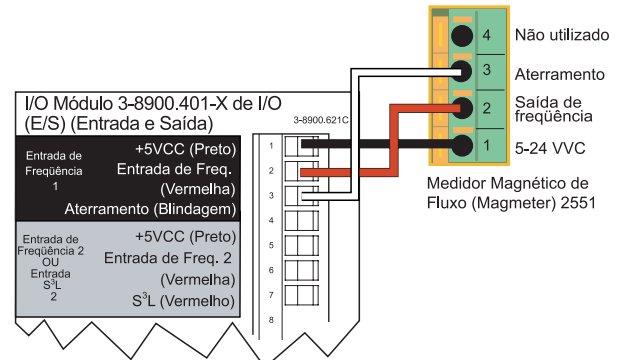 4 Não utilizado
3 Aterramento
2 Saída de
freqüência
1 5-24 VVC
Medidor Magnético de
Fluxo (Magmeter) 2551
I/O Módulo 3-8900.401-X de I/O
(E/S) (Entrada e Saída)
3-8900.621C
Entrada de
Freqüência
1
+5VCC (Preto)
Entrada de Freq.
(Vermelha)
Aterramento (Blindagem)
Entrada de
Freqüência 2
OU
Entrada
S³L
2
+5VCC (Preto)
Entrada de Freq. 2
(Vermelha)
S³L (Vermelho)
1
2
3
4
5
6
7
8